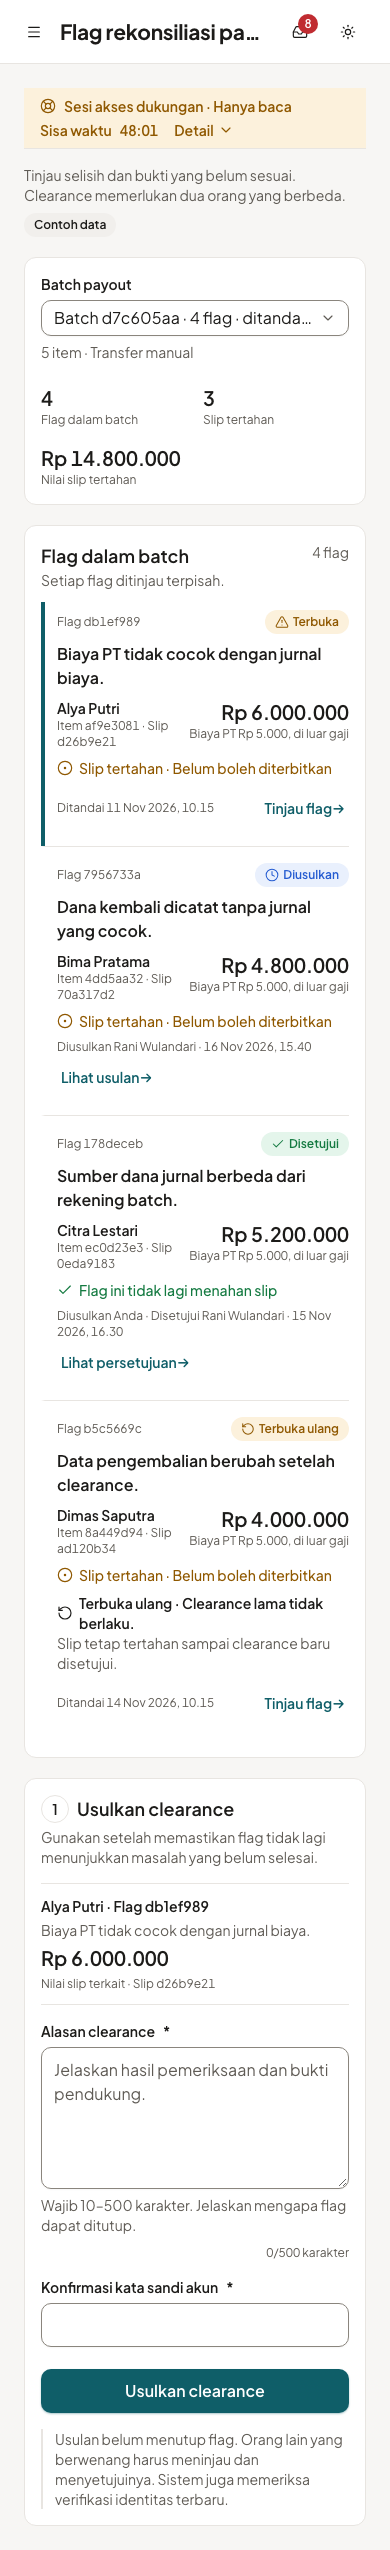 Flag rekonsiliasi pa...
8
Sesi akses dukungan · Hanya baca
Sisa waktu 48:01 Detail
Tinjau selisih dan bukti yang belum sesuai.
Clearance memerlukan dua orang yang berbeda.
Contoh data
Batch payout
Batch d7c605aa · 4 flag · ditanda...
5 item · Transfer manual
4
Flag dalam batch
3
Slip tertahan
Rp 14.800.000
Nilai slip tertahan
Flag dalam batch
4 flag
Setiap flag ditinjau terpisah.
Flag db1ef989
Terbuka
Biaya PT tidak cocok dengan jurnal
biaya.
Alya Putri
Item af9e3081 · Slip
d26b9e21
Rp 6.000.000
Biaya PT Rp 5.000, di luar gaji
Slip tertahan · Belum boleh diterbitkan
Ditandai 11 Nov 2026, 10.15
Tinjau flag→
Flag 7956733a
Diusulkan
Dana kembali dicatat tanpa jurnal
yang cocok.
Bima Pratama
Item 4dd5aa32 · Slip
70a317d2
Rp 4.800.000
Biaya PT Rp 5.000, di luar gaji
Slip tertahan · Belum boleh diterbitkan
Diusulkan Rani Wulandari · 16 Nov 2026, 15.40
Lihat usulan→
Flag 178deceb
Disetujui
Sumber dana jurnal berbeda dari
rekening batch.
Citra Lestari
Item ec0d23e3 · Slip
0eda9183
Rp 5.200.000
Biaya PT Rp 5.000, di luar gaji
Flag ini tidak lagi menahan slip
Diusulkan Anda · Disetujui Rani Wulandari · 15 Nov
2026, 16.30
Lihat persetujuan→
Flag b5c5669c
Terbuka ulang
Data pengembalian berubah setelah
clearance.
Dimas Saputra
Item 8a449d94 · Slip
ad120b34
Rp 4.000.000
Biaya PT Rp 5.000, di luar gaji
Slip tertahan · Belum boleh diterbitkan
Terbuka ulang · Clearance lama tidak
berlaku.
Slip tetap tertahan sampai clearance baru
disetujui.
Ditandai 14 Nov 2026, 10.15
Tinjau flag→
1 Usulkan clearance
Gunakan setelah memastikan flag tidak lagi
menunjukkan masalah yang belum selesai.
Alya Putri · Flag db1ef989
Biaya PT tidak cocok dengan jurnal biaya.
Rp 6.000.000
Nilai slip terkait · Slip d26b9e21
Alasan clearance *
Jelaskan hasil pemeriksaan dan bukti
pendukung.
Wajib 10–500 karakter. Jelaskan mengapa flag
dapat ditutup.
0/500 karakter
Konfirmasi kata sandi akun *
Usulkan clearance
Usulan belum menutup flag. Orang lain yang
berwenang harus meninjau dan
menyetujuinya. Sistem juga memeriksa
verifikasi identitas terbaru.